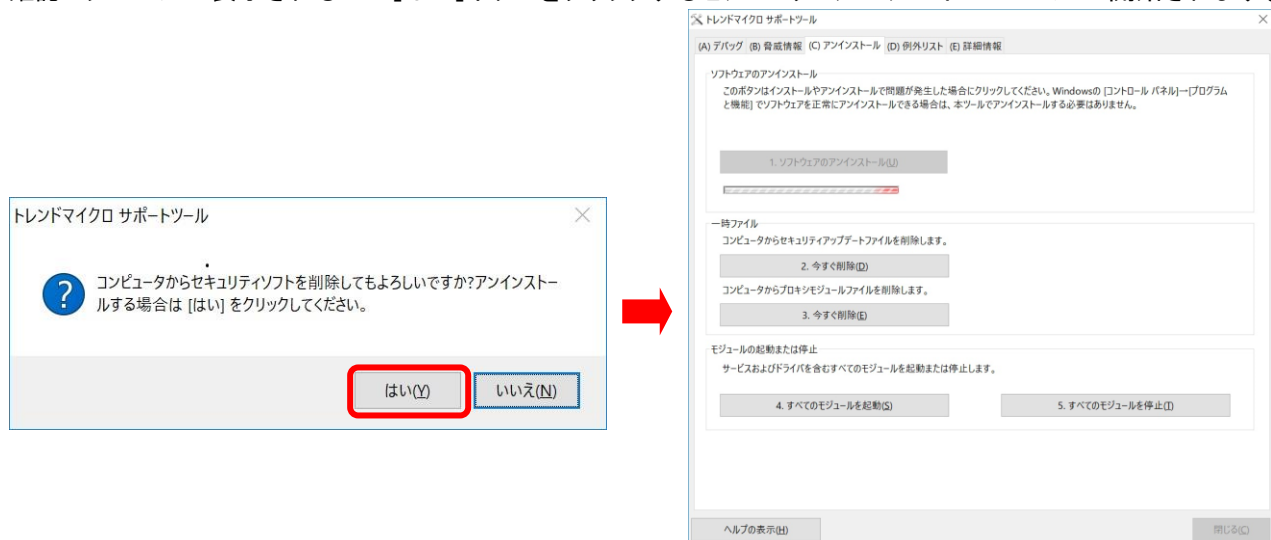 トレンドマイクロ サポートツール
コンピュータからセキュリティソフトを削除してもよろしいですか?アンインストー
ルする場合は [はい] をクリックしてください。
はい(Y)
いいえ(N)
トレンドマイクロ サポートツール
(A) デバッグ (B) 脅威情報 (C) アンインストール (D) 例外リスト (E) 詳細情報
ソフトウェアのアンインストール
このボタンはインストールやアンインストールで問題が発生した場合にクリックしてください。Windowsの [コントロール パネル]→[プログラム
と機能] でソフトウェアを正常にアンインストールできる場合は、本ツールでアンインストールする必要はありません。
1. ソフトウェアのアンインストール(U)
一時ファイル
コンピュータからセキュリティアップデートファイルを削除します。
2. 今すぐ削除(D)
コンピュータからプロキシモジュールファイルを削除します。
3. 今すぐ削除(E)
モジュールの起動または停止
サービスおよびドライバを含むすべてのモジュールを起動または停止します。
4. すべてのモジュールを起動(S)
5. すべてのモジュールを停止(T)
ヘルプの表示(H)
閉じる(C)